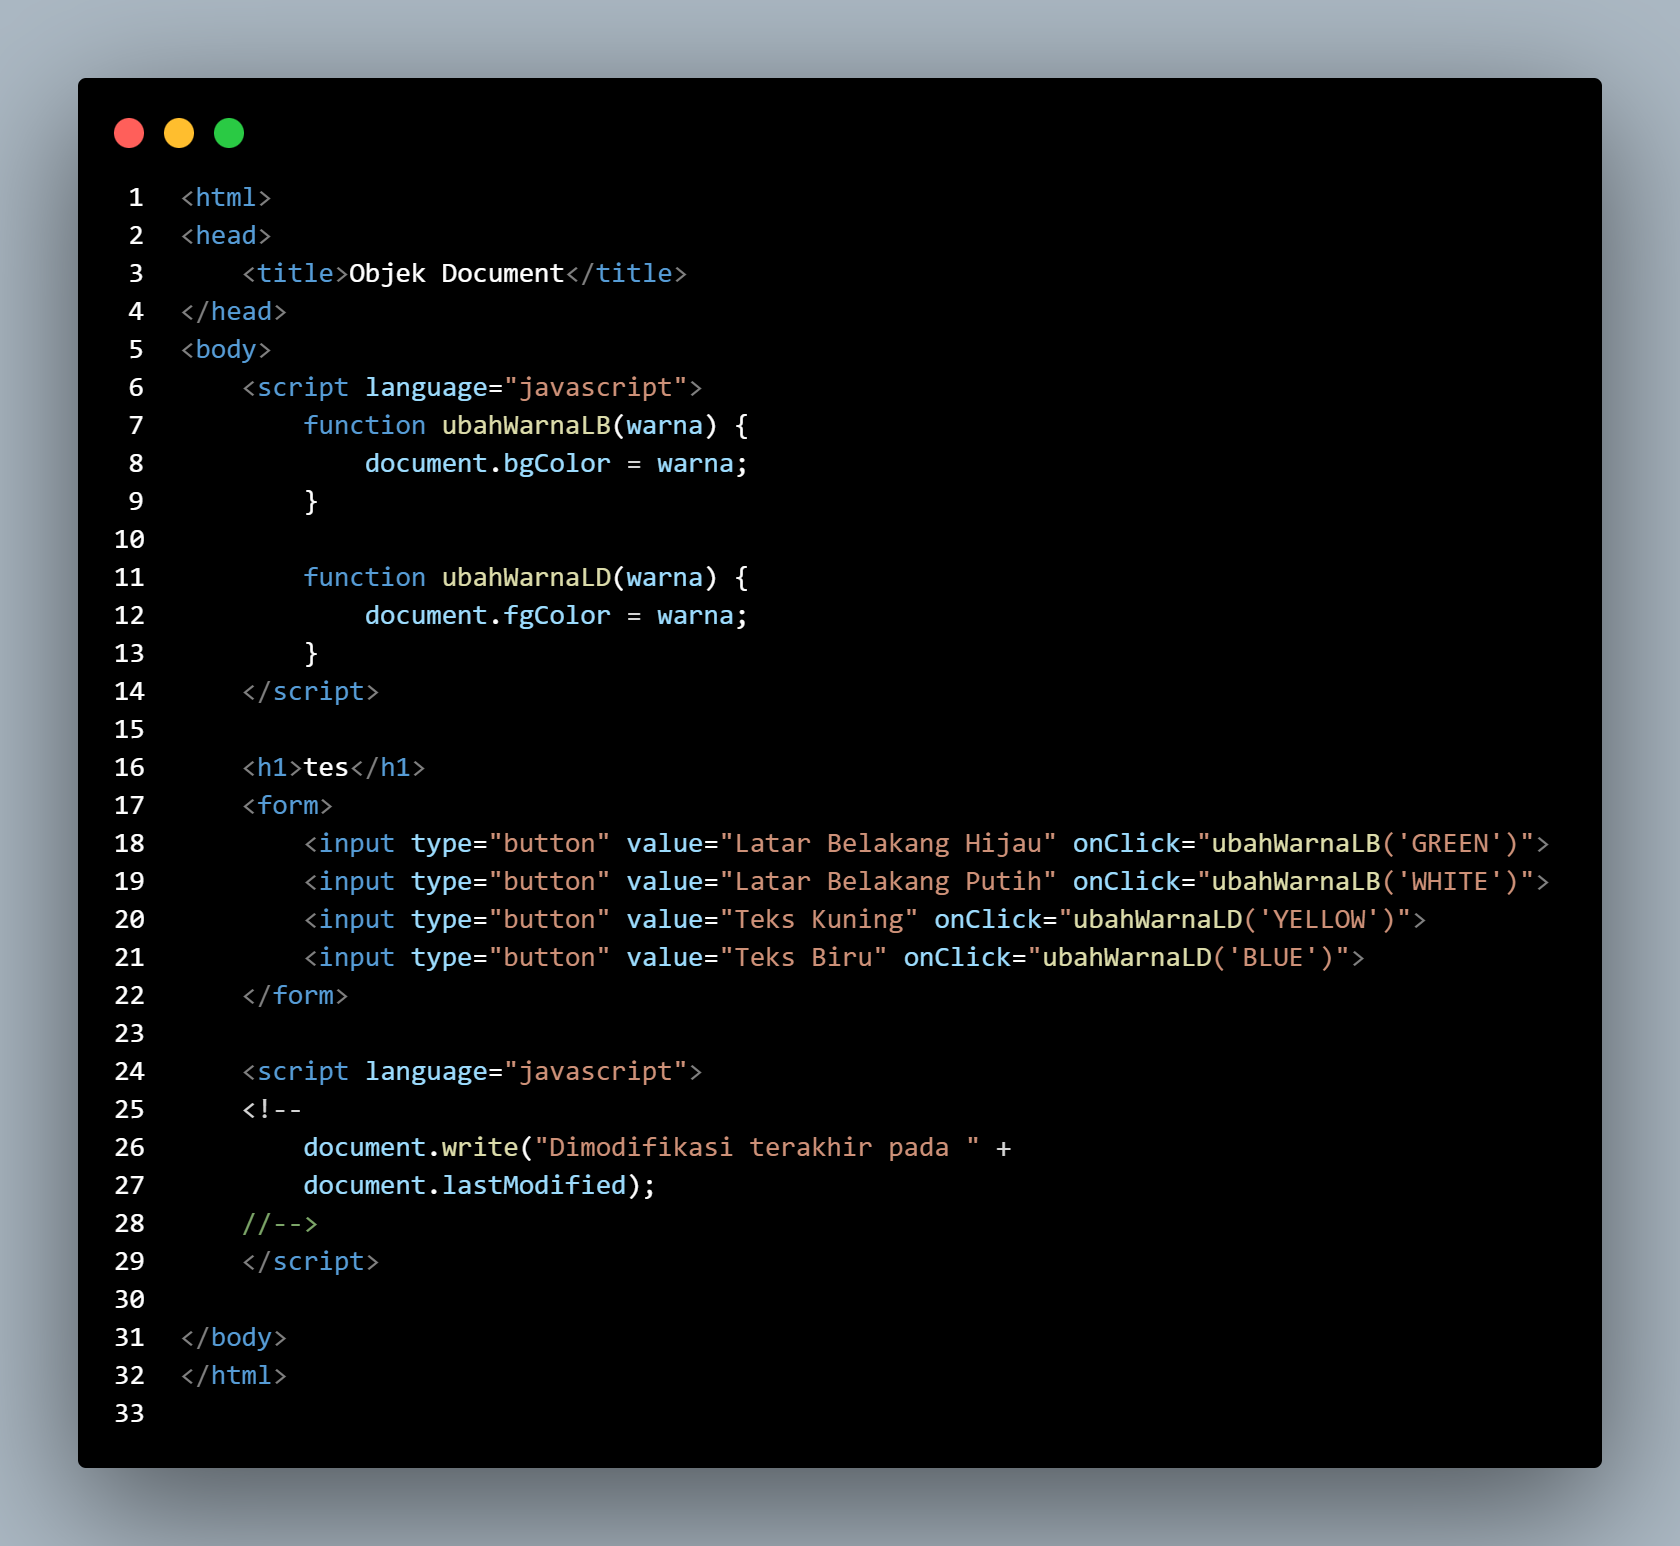 1 <html>
2 <head>
3     <title>Objek Document</title>
4 </head>
5 <body>
6     <script language="javascript">
7         function ubahWarnaLB(warna) {
8             document.bgColor = warna;
9         }
10
11         function ubahWarnaLD(warna) {
12             document.fgColor = warna;
13         }
14     </script>
15
16     <h1>tes</h1>
17     <form>
18         <input type="button" value="Latar Belakang Hijau" onClick="ubahWarnaLB('GREEN')">
19         <input type="button" value="Latar Belakang Putih" onClick="ubahWarnaLB('WHITE')">
20         <input type="button" value="Teks Kuning" onClick="ubahWarnaLD('YELLOW')">
21         <input type="button" value="Teks Biru" onClick="ubahWarnaLD('BLUE')">
22     </form>
23
24     <script language="javascript">
25     <!--
26         document.write("Dimodifikasi terakhir pada " +
27         document.lastModified);
28     //-->
29     </script>
30
31 </body>
32 </html>
33